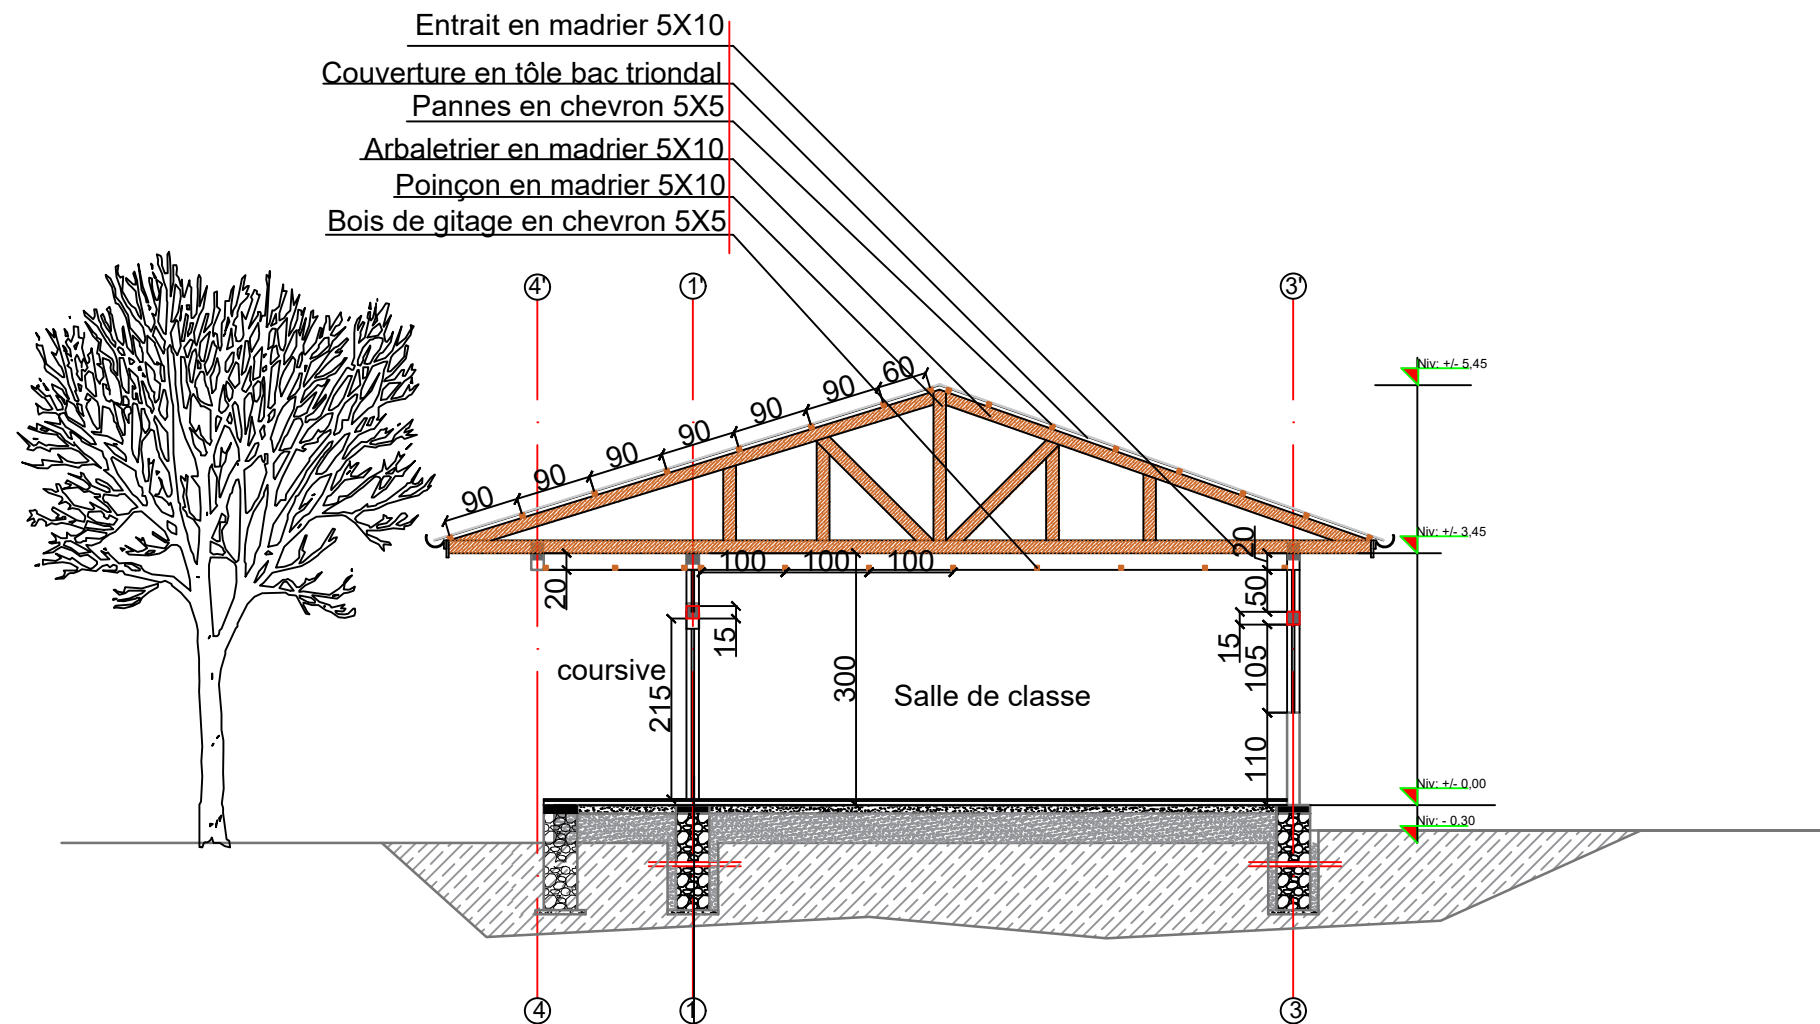 Entrait en madrier 5X10
Couverture en tôle bac triondal
Pannes en chevron 5X5
Arbaletrier en madrier 5X10
Poinçon en madrier 5X10
Bois de gitage en chevron 5X5
4' 1' 3'
Niv: +/- 5,45
90 90 90 90 90 90 60
Niv: +/- 3,45
100 100 100
20
20
50
15
15
105
coursive
215
300
Salle de classe
110
Niv: +/- 0,00
Niv: - 0.30
4 1 3